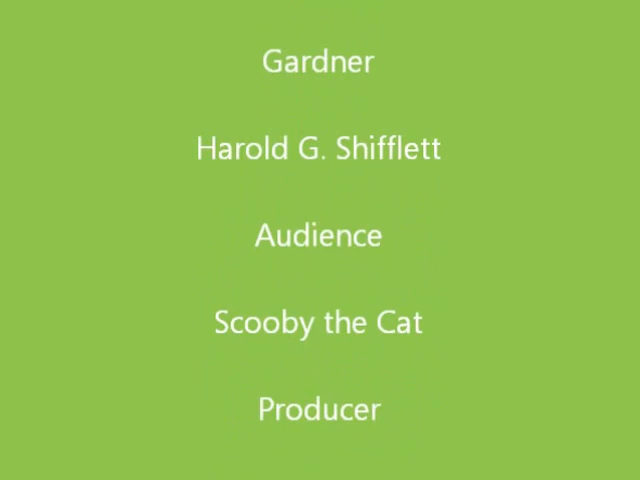 Gardner
Harold G. Shifflett
Audience
Scooby the Cat
Producer